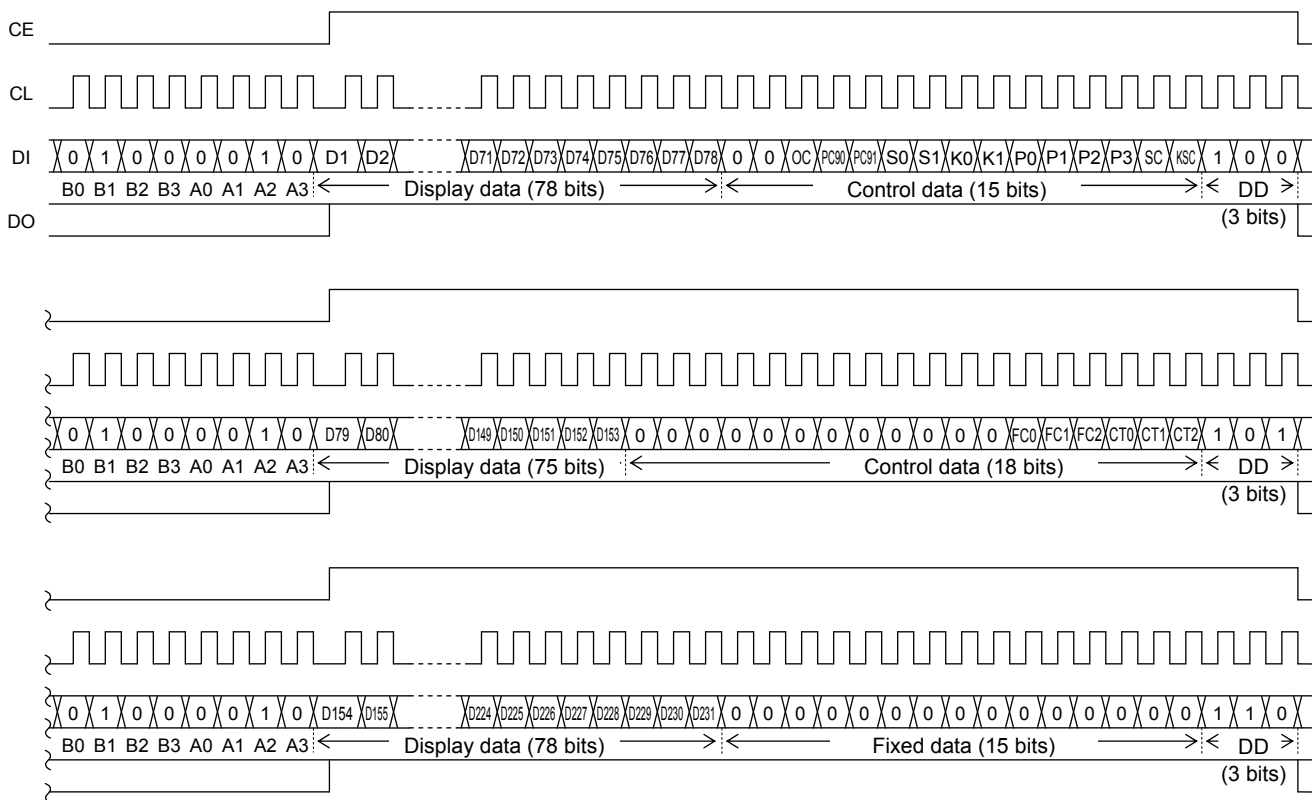 CE
CL
DI 0 1 0 0 0 0 1 0 D1 D2 D71 D72 D73 D74 D75 D76 D77 D78 0 0 OC PC90 PC91 S0 S1 K0 K1 P0 P1 P2 P3 SC KSC 1 0 0
B0 B1 B2 B3 A0 A1 A2 A3 Display data (78 bits) Control data (15 bits) DD
(3 bits)
DO
0 1 0 0 0 0 1 0 D79 D80 D149 D150 D151 D152 D153 0 0 0 0 0 0 0 0 0 0 0 0 FC0 FC1 FC2 CT0 CT1 CT2 1 0 1
B0 B1 B2 B3 A0 A1 A2 A3 Display data (75 bits) Control data (18 bits) DD
(3 bits)
0 1 0 0 0 0 1 0 D154 D155 D224 D225 D226 D227 D228 D229 D230 D231 0 0 0 0 0 0 0 0 0 0 0 0 0 0 0 1 1 0
B0 B1 B2 B3 A0 A1 A2 A3 Display data (78 bits) Fixed data (15 bits) DD
(3 bits)